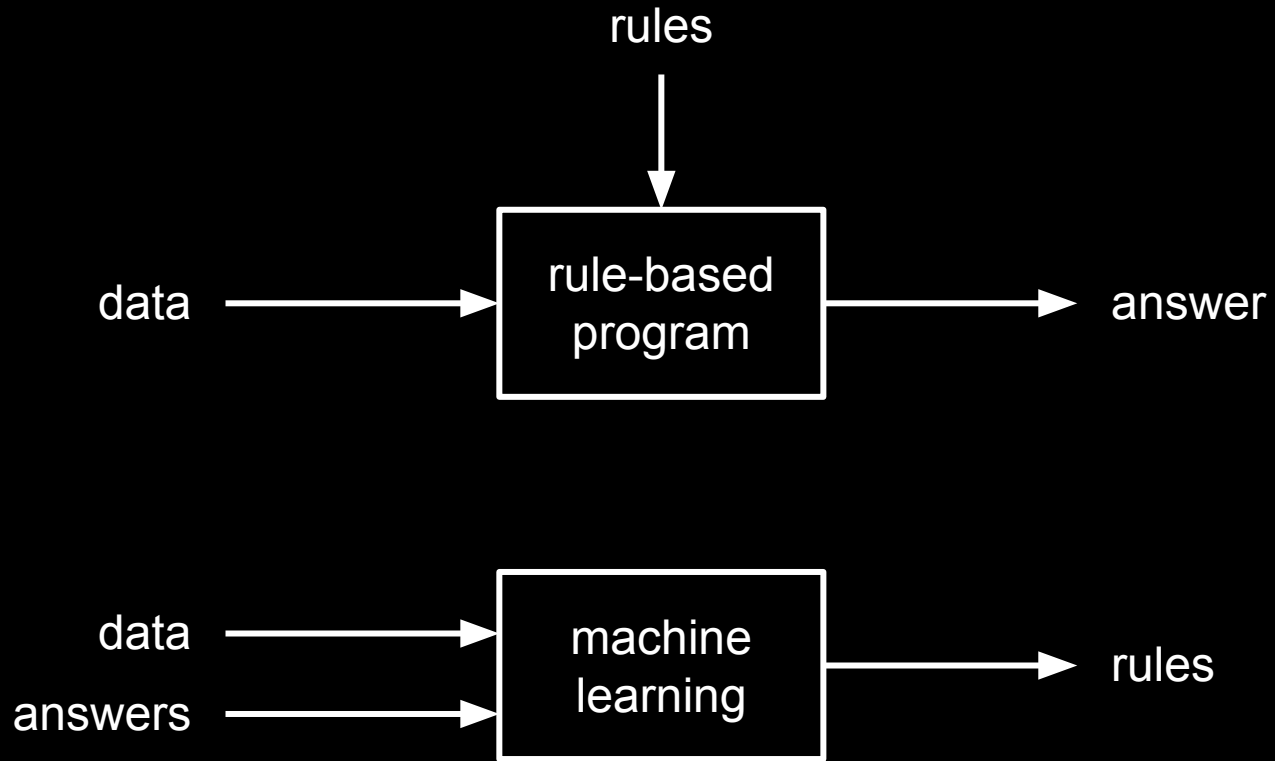 rules
data
rule-based
program
answer
data
answers
machine
learning
rules